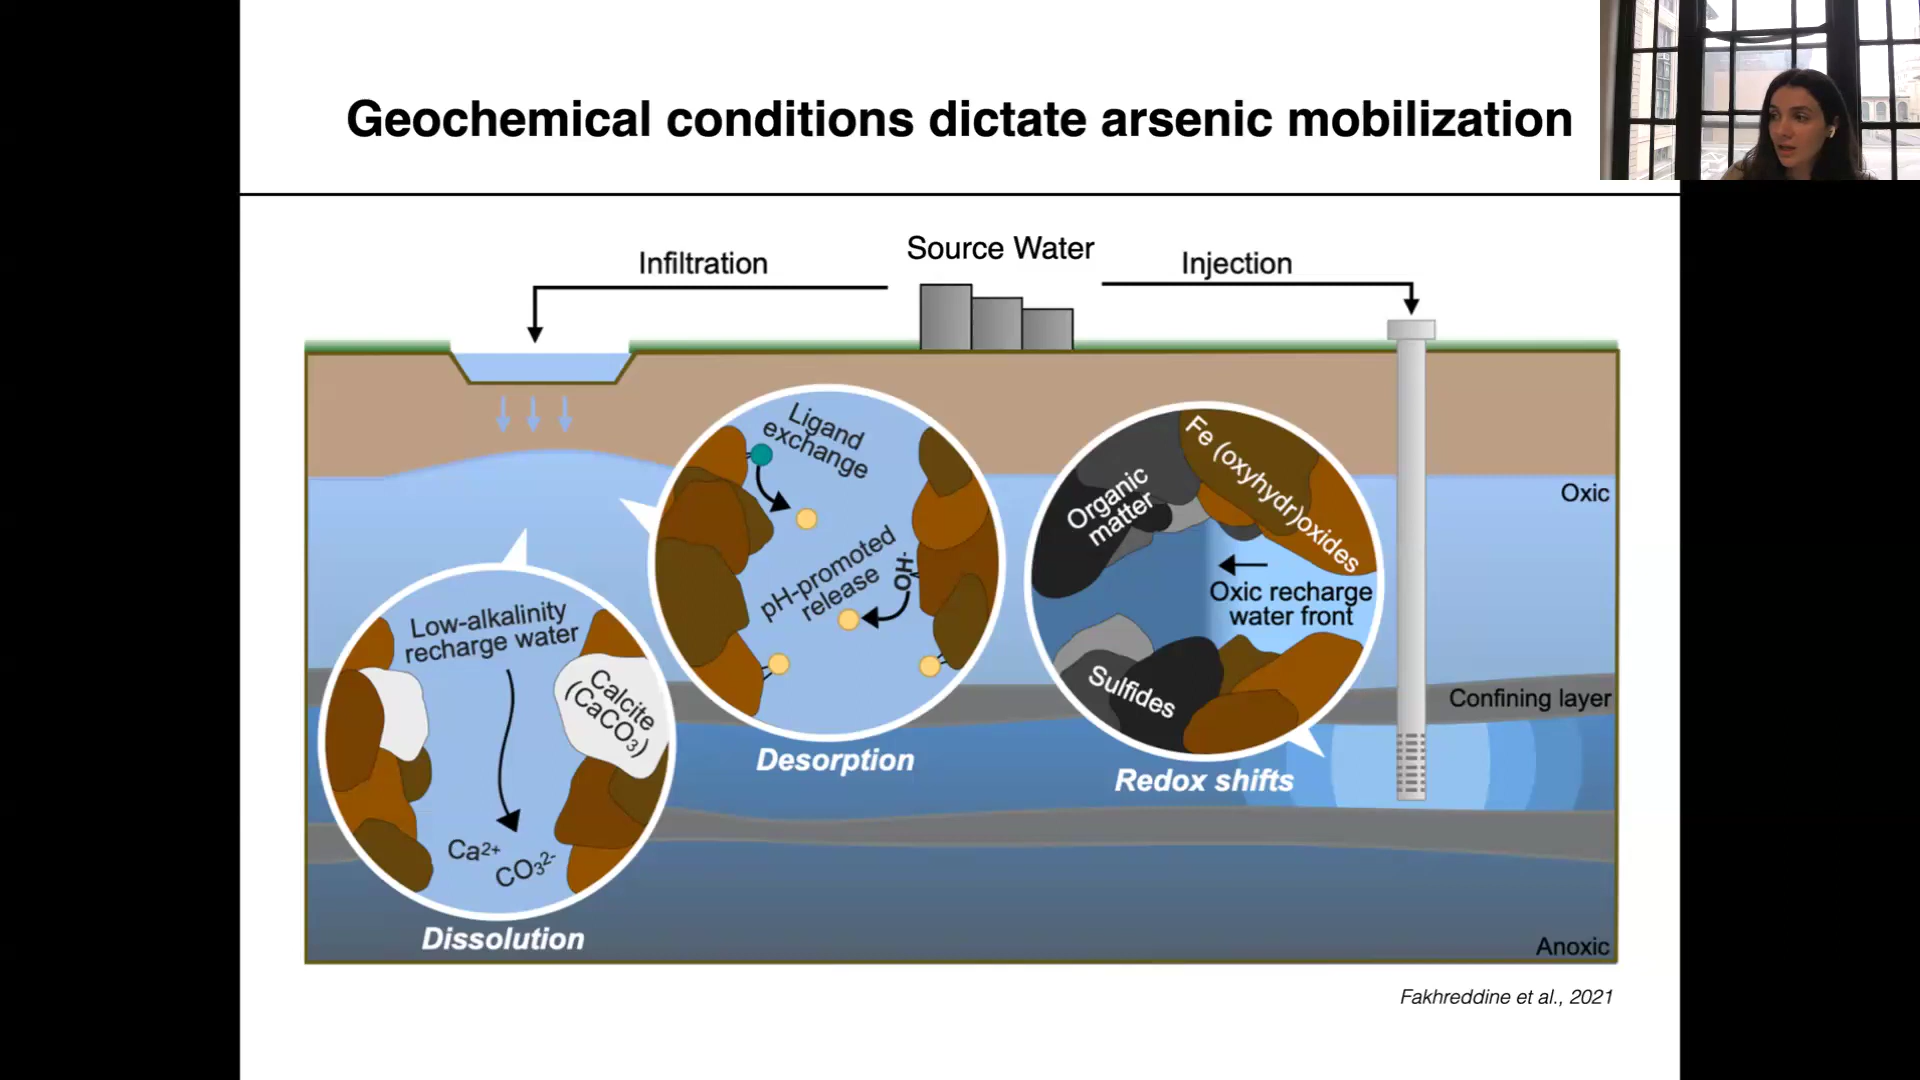 Geochemical conditions dictate arsenic mobilization
Source Water
Infiltration
Injection
Ligand
exchange
pH-promoted
release
OH-
Desorption
Organic
matter
Fe (oxyhydr)oxides
Oxic recharge
water front
Sulfides
Redox shifts
Low-alkalinity
recharge water
Calcite
(CaCO₃)
Ca²⁺
CO₃²⁻
Dissolution
Oxic
Confining layer
Anoxic
Fakhreddine et al., 2021